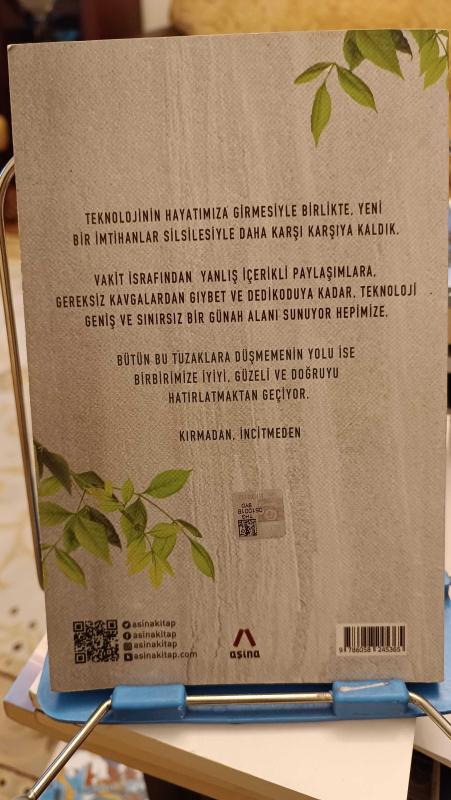 TEKNOLOJİNİN HAYATIMIZA GİRMESİYLE BİRLİKTE, YENİ
BİR İMTİHANLAR SİLSİLESİYLE DAHA KARŞI KARŞIYA KALDIK.
VAKİT İSRAFINDAN YANLIŞ İÇERİKLİ PAYLAŞIMLARA,
GEREKSİZ KAVGALARDAN GIYBET VE DEDİKODUYA KADAR. TEKNOLOJİ
GENİŞ VE SINIRSIZ BİR GÜNAH ALANI SUNUYOR HEPİMİZE.
BÜTÜN BU TUZAKLARA DÜŞMEMENİN YOLU İSE
BİRBİRİMİZE İYİYİ, GÜZELİ VE DOĞRUYU
HATIRLATMAKTAN GEÇİYOR.
KIRMADAN, İNCİTMEDEN
asinakitap
asinakitap
asinakitap
asinakitap.com
aşina
9 786058 245365